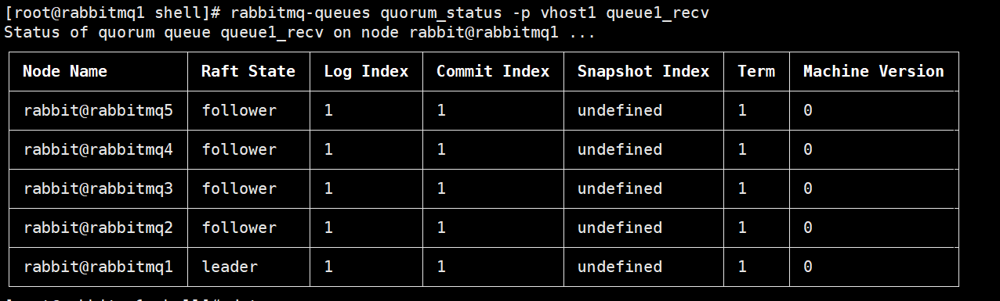 [root@rabbitmq1 shell]# rabbitmq-queues quorum_status -p vhost1 queue1_recv
Status of quorum queue queue1_recv on node rabbit@rabbitmq1 ...
Node Name Raft State Log Index Commit Index Snapshot Index Term Machine Version
rabbit@rabbitmq5 follower 1 1 undefined 1 0
rabbit@rabbitmq4 follower 1 1 undefined 1 0
rabbit@rabbitmq3 follower 1 1 undefined 1 0
rabbit@rabbitmq2 follower 1 1 undefined 1 0
rabbit@rabbitmq1 leader 1 1 undefined 1 0